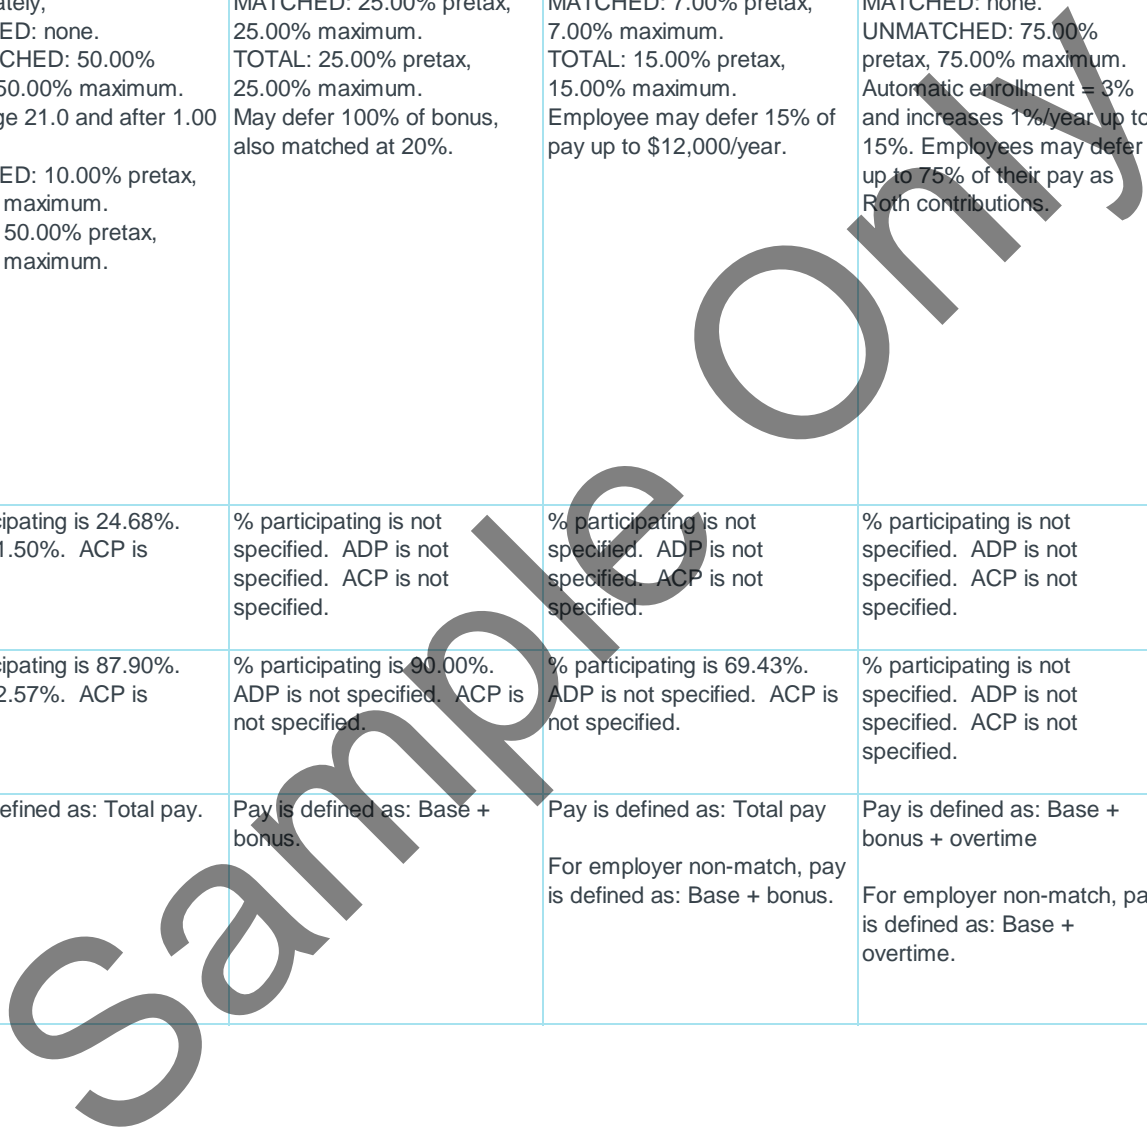 MATCHED: 25.00% pretax,
25.00% maximum.
TOTAL: 25.00% pretax,
25.00% maximum.
May defer 100% of bonus,
also matched at 20%.
MATCHED: 7.00% pretax,
7.00% maximum.
TOTAL: 15.00% pretax,
15.00% maximum.
Employee may defer 15% of
pay up to $12,000/year.
MATCHED: none.
UNMATCHED: 75.00%
pretax, 75.00% maximum.
Automatic enrollment = 3%
and increases 1%/year up to
15%. Employees may defer
up to 75% of their pay as
Roth contributions.
none.
50.00%
50.00% maximum.
21.0 and after 1.00
10.00% pretax,
maximum.
50.00% pretax,
maximum.
is 24.68%.
1.50%. ACP is
% participating is not
specified. ADP is not
specified. ACP is not
specified.
% participating is not
specified. ADP is not
specified. ACP is not
specified.
% participating is not
specified. ADP is not
specified. ACP is not
specified.
is 87.90%.
2.57%. ACP is
% participating is 90.00%.
ADP is not specified. ACP is
not specified.
% participating is 69.43%.
ADP is not specified. ACP is
not specified.
% participating is not
specified. ADP is not
specified. ACP is not
specified.
as: Total pay.
Pay is defined as: Base +
bonus.
Pay is defined as: Total pay
For employer non-match, pay
is defined as: Base + bonus.
Pay is defined as: Base +
bonus + overtime
For employer non-match,
is defined as: Base +
overtime.
Sample Only